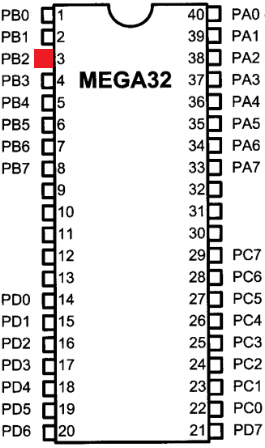 PB0 1 40 PA0
PB1 2 39 PA1
PB2 3 38 PA2
PB3 4 MEGA32 37 PA3
PB4 5 36 PA4
PB5 6 35 PA5
PB6 7 34 PA6
PB7 8 33 PA7
9 32
10 31
11 30
12 29 PC7
13 28 PC6
PD0 14 27 PC5
PD1 15 26 PC4
PD2 16 25 PC3
PD3 17 24 PC2
PD4 18 23 PC1
PD5 19 22 PC0
PD6 20 21 PD7